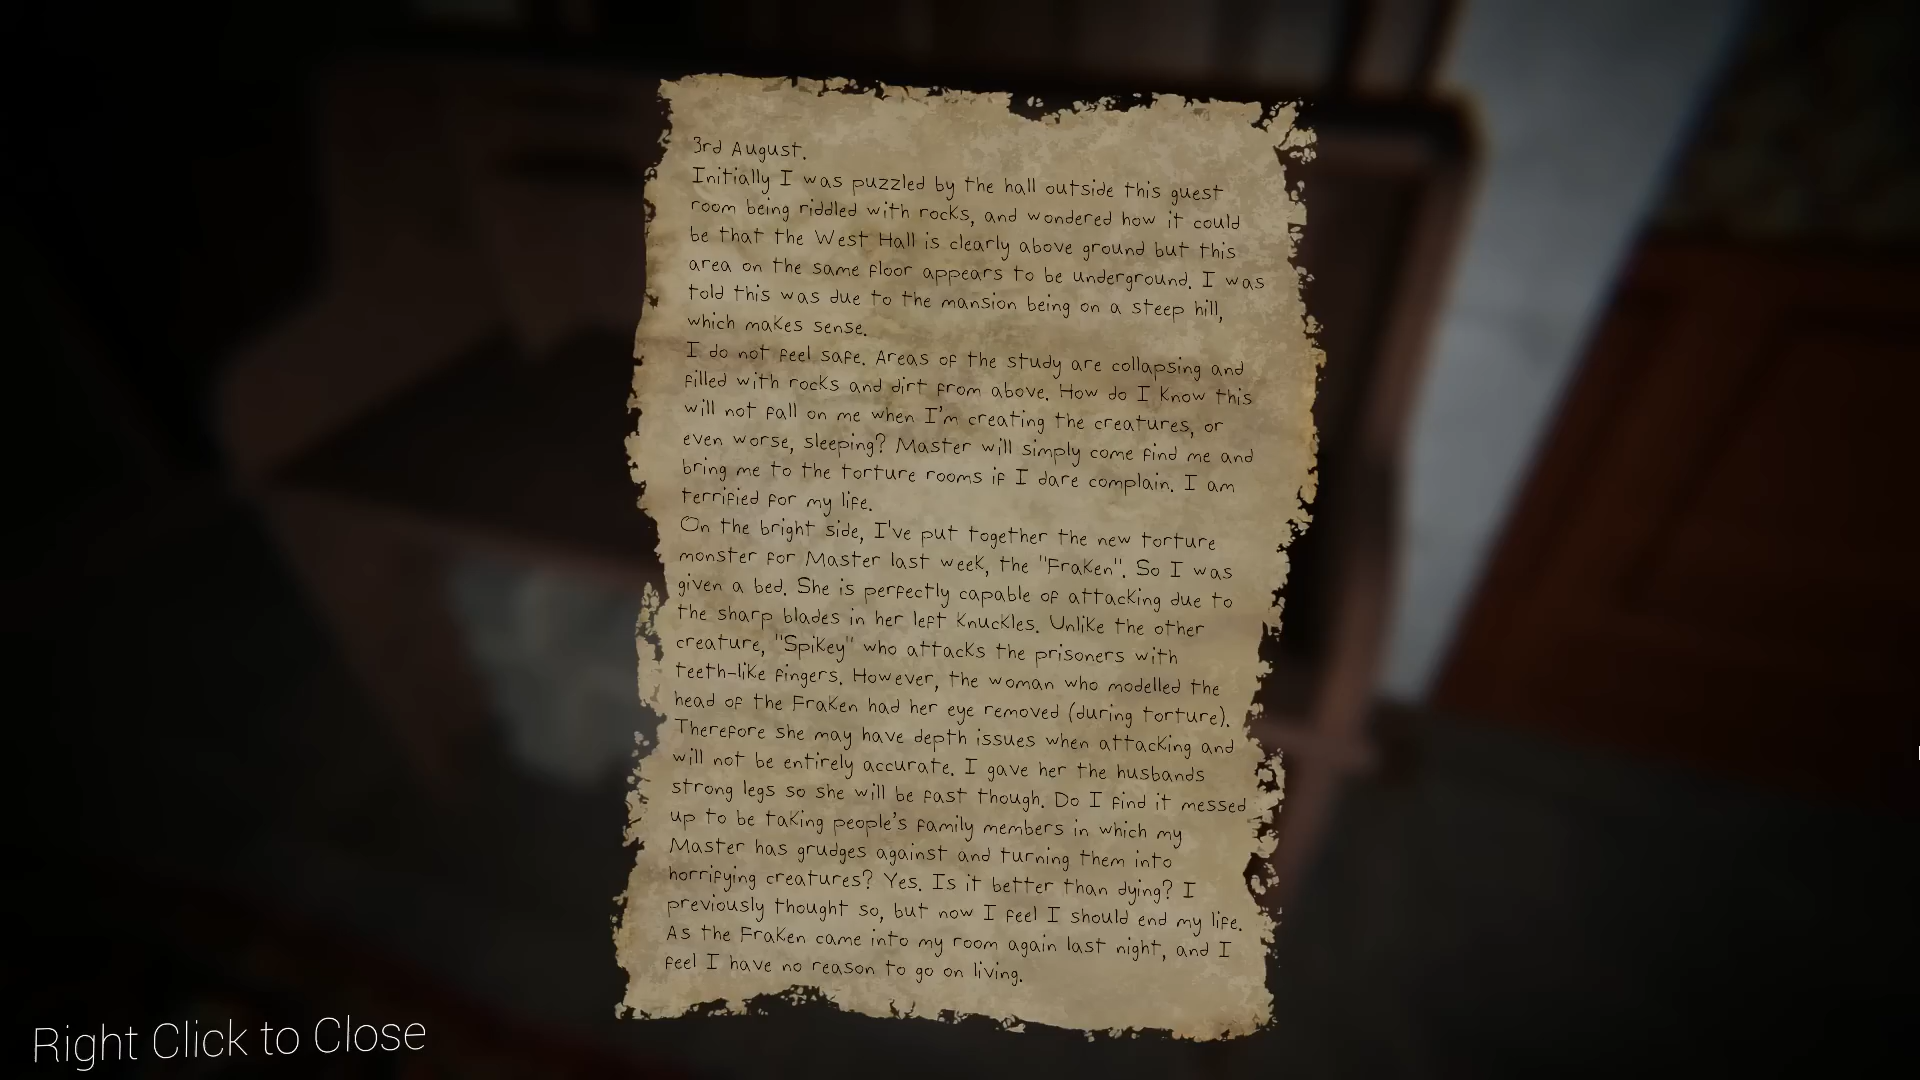 3rd August.
Initially I was puzzled by the hall outside this guest
room being riddled with rocks, and wondered how it could
be that the West Hall is clearly above ground but this
area on the same floor appears to be underground. I was
told this was due to the mansion being on a steep hill,
which makes sense.
I do not feel safe. Areas of the study are collapsing and
filled with rocks and dirt from above. How do I know this
will not fall on me when I'm creating the creatures, or
even worse, sleeping? Master will simply come find me and
bring me to the torture rooms if I dare complain. I am
terrified for my life.
On the bright side, I've put together the new torture
monster for Master last week, the "Fraken". So I was
given a bed. She is perfectly capable of attacking due to
the sharp blades in her left knuckles. Unlike the other
creature, "Spikey" who attacks the prisoners with
teeth-like fingers. However, the woman who modelled the
head of the Fraken had her eye removed (during torture).
Therefore she may have depth issues when attacking and
will not be entirely accurate. I gave her the husbands
strong legs so she will be fast though. Do I find it messed
up to be taking people's family members in which my
Master has grudges against and turning them into
horrifying creatures? Yes. Is it better than dying? I
previously thought so, but now I feel I should end my life.
As the Fraken came into my room again last night, and I
feel I have no reason to go on living.
Right Click to Close